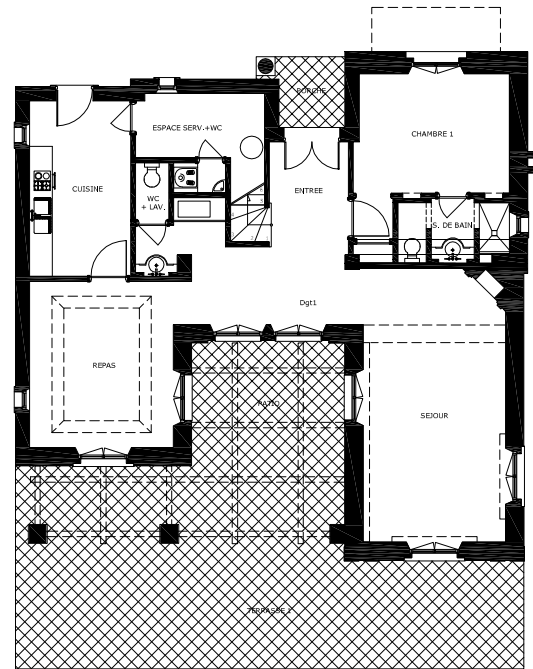 PORCHE
ESPACE SERV.+WC
CHAMBRE 1
CUISINE
WC
+ LAV.
ENTREE
S. DE BAIN
Dgt1
REPAS
PATIO
SEJOUR
TERRASSE 1